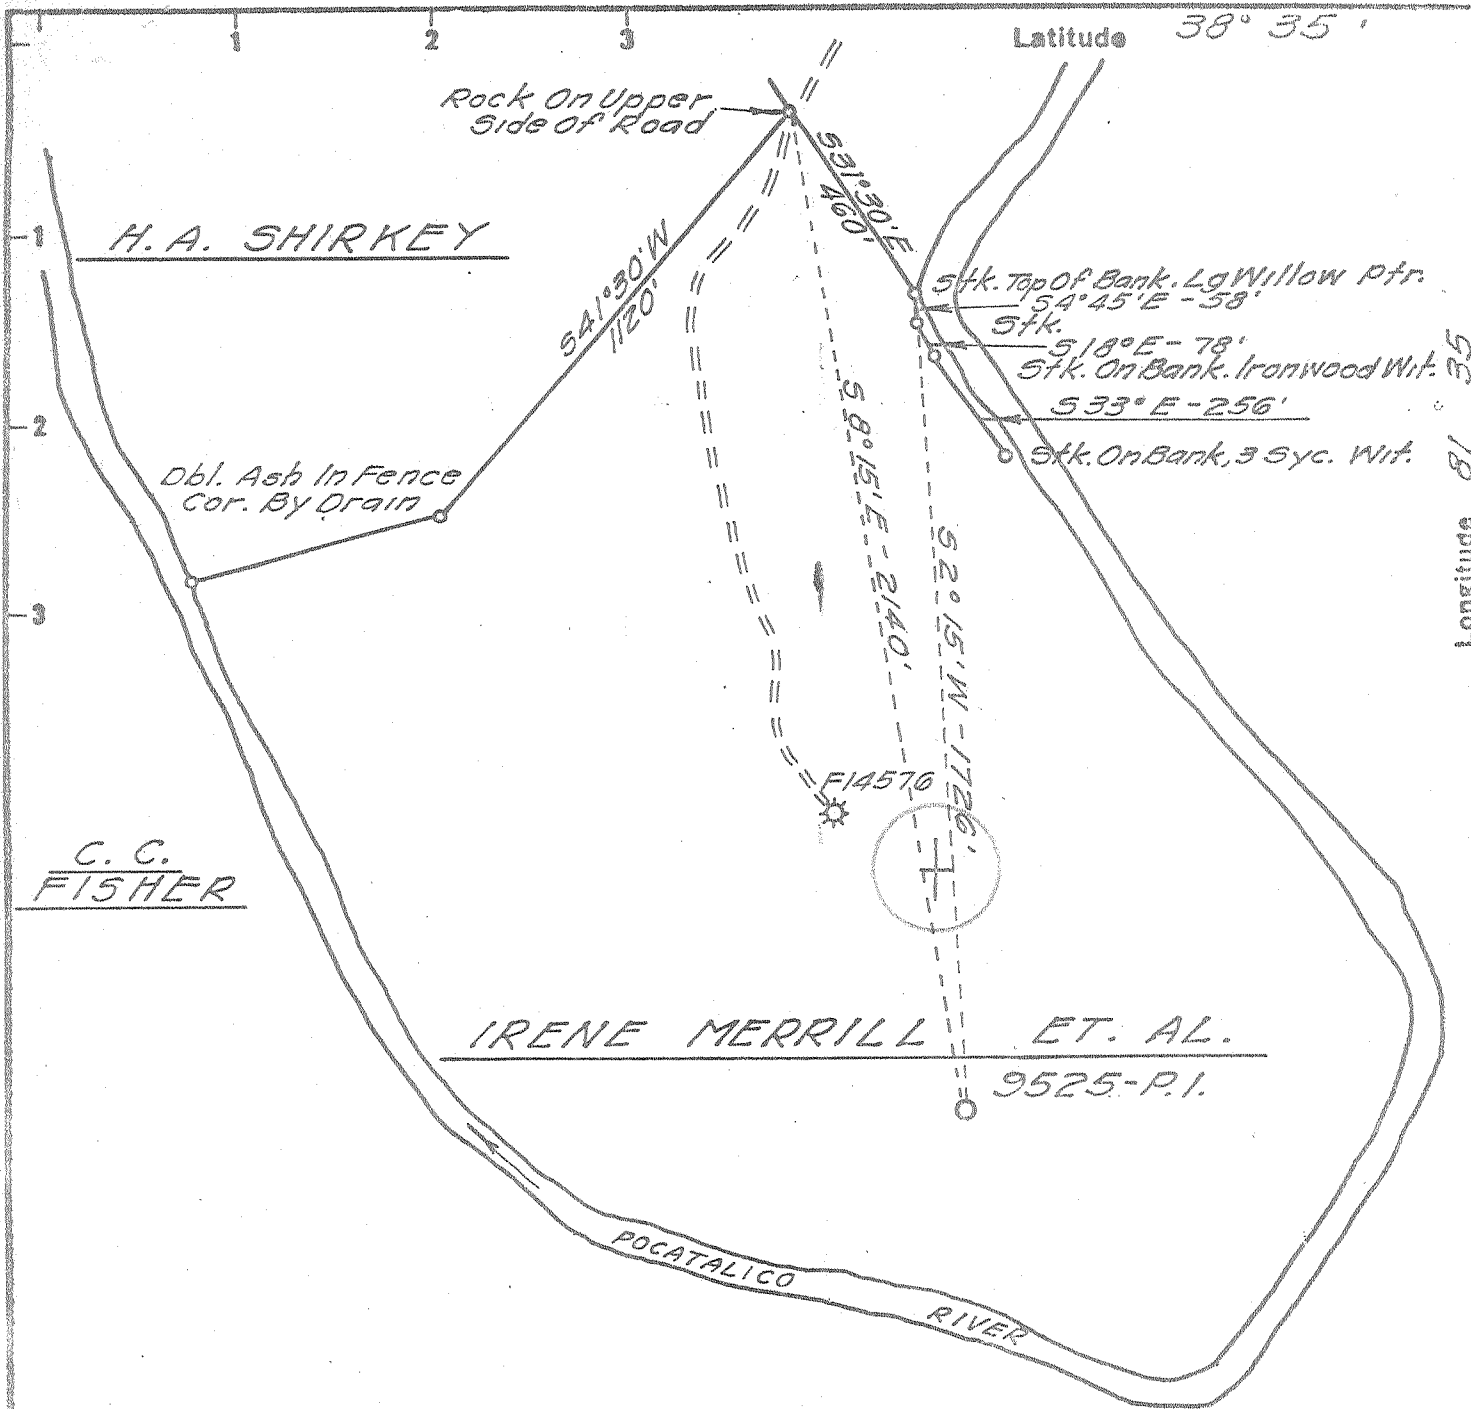 Latitude 38° 35'
1
2
3
Rock On Upper
Side Of Road
S31°30'E
460'
H. A. SHIRKEY
1
S41°30'W
1120'
Stk. Top Of Bank. Lg Willow Ptr.
S4°45'E - 58'
Stk.
S18°E - 78'
Stk. On Bank. Ironwood Wit.
S33°E - 256'
Stk. On Bank, 3 Syc. Wit.
2
Longitude 81° 35
Dbl. Ash In Fence
Cor. By Drain
S 8° 15' E - 2140'
S 2° 15' W - 1726'
3
F14576
C. C.
FISHER
IRENE MERRILL ET. AL.
9525-P.I.
POCATALICO
RIVER